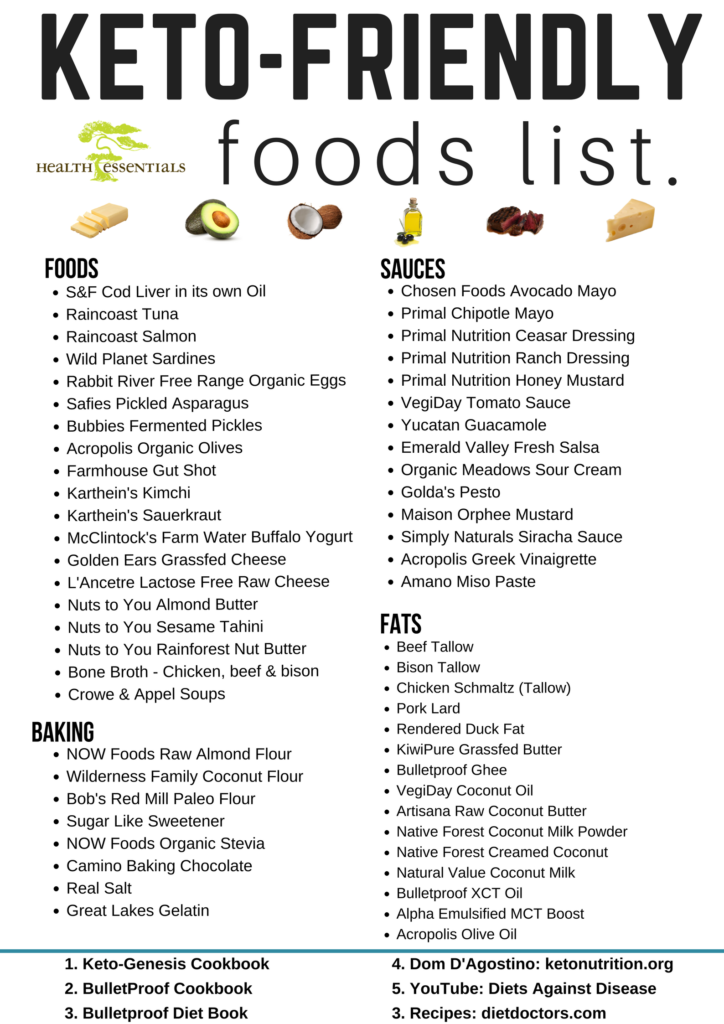 KETO-FRIENDLY
HEALTH ESSENTIALS
foods list.
FOODS
• S&F Cod Liver in its own Oil
• Raincoast Tuna
• Raincoast Salmon
• Wild Planet Sardines
• Rabbit River Free Range Organic Eggs
• Safies Pickled Asparagus
• Bubbies Fermented Pickles
• Acropolis Organic Olives
• Farmhouse Gut Shot
• Karthein's Kimchi
• Karthein's Sauerkraut
• McClintock's Farm Water Buffalo Yogurt
• Golden Ears Grassfed Cheese
• L'Ancetre Lactose Free Raw Cheese
• Nuts to You Almond Butter
• Nuts to You Sesame Tahini
• Nuts to You Rainforest Nut Butter
• Bone Broth - Chicken, beef & bison
• Crowe & Appel Soups
BAKING
• NOW Foods Raw Almond Flour
• Wilderness Family Coconut Flour
• Bob's Red Mill Paleo Flour
• Sugar Like Sweetener
• NOW Foods Organic Stevia
• Camino Baking Chocolate
• Real Salt
• Great Lakes Gelatin
SAUCES
• Chosen Foods Avocado Mayo
• Primal Chipotle Mayo
• Primal Nutrition Ceasar Dressing
• Primal Nutrition Ranch Dressing
• Primal Nutrition Honey Mustard
• VegiDay Tomato Sauce
• Yucatan Guacamole
• Emerald Valley Fresh Salsa
• Organic Meadows Sour Cream
• Golda's Pesto
• Maison Orphee Mustard
• Simply Naturals Siracha Sauce
• Acropolis Greek Vinaigrette
• Amano Miso Paste
FATS
• Beef Tallow
• Bison Tallow
• Chicken Schmaltz (Tallow)
• Pork Lard
• Rendered Duck Fat
• KiwiPure Grassfed Butter
• Bulletproof Ghee
• VegiDay Coconut Oil
• Artisana Raw Coconut Butter
• Native Forest Coconut Milk Powder
• Native Forest Creamed Coconut
• Natural Value Coconut Milk
• Bulletproof XCT Oil
• Alpha Emulsified MCT Boost
• Acropolis Olive Oil
1. Keto-Genesis Cookbook
2. BulletProof Cookbook
3. Bulletproof Diet Book
4. Dom D'Agostino: ketonutrition.org
5. YouTube: Diets Against Disease
3. Recipes: dietdoctors.com